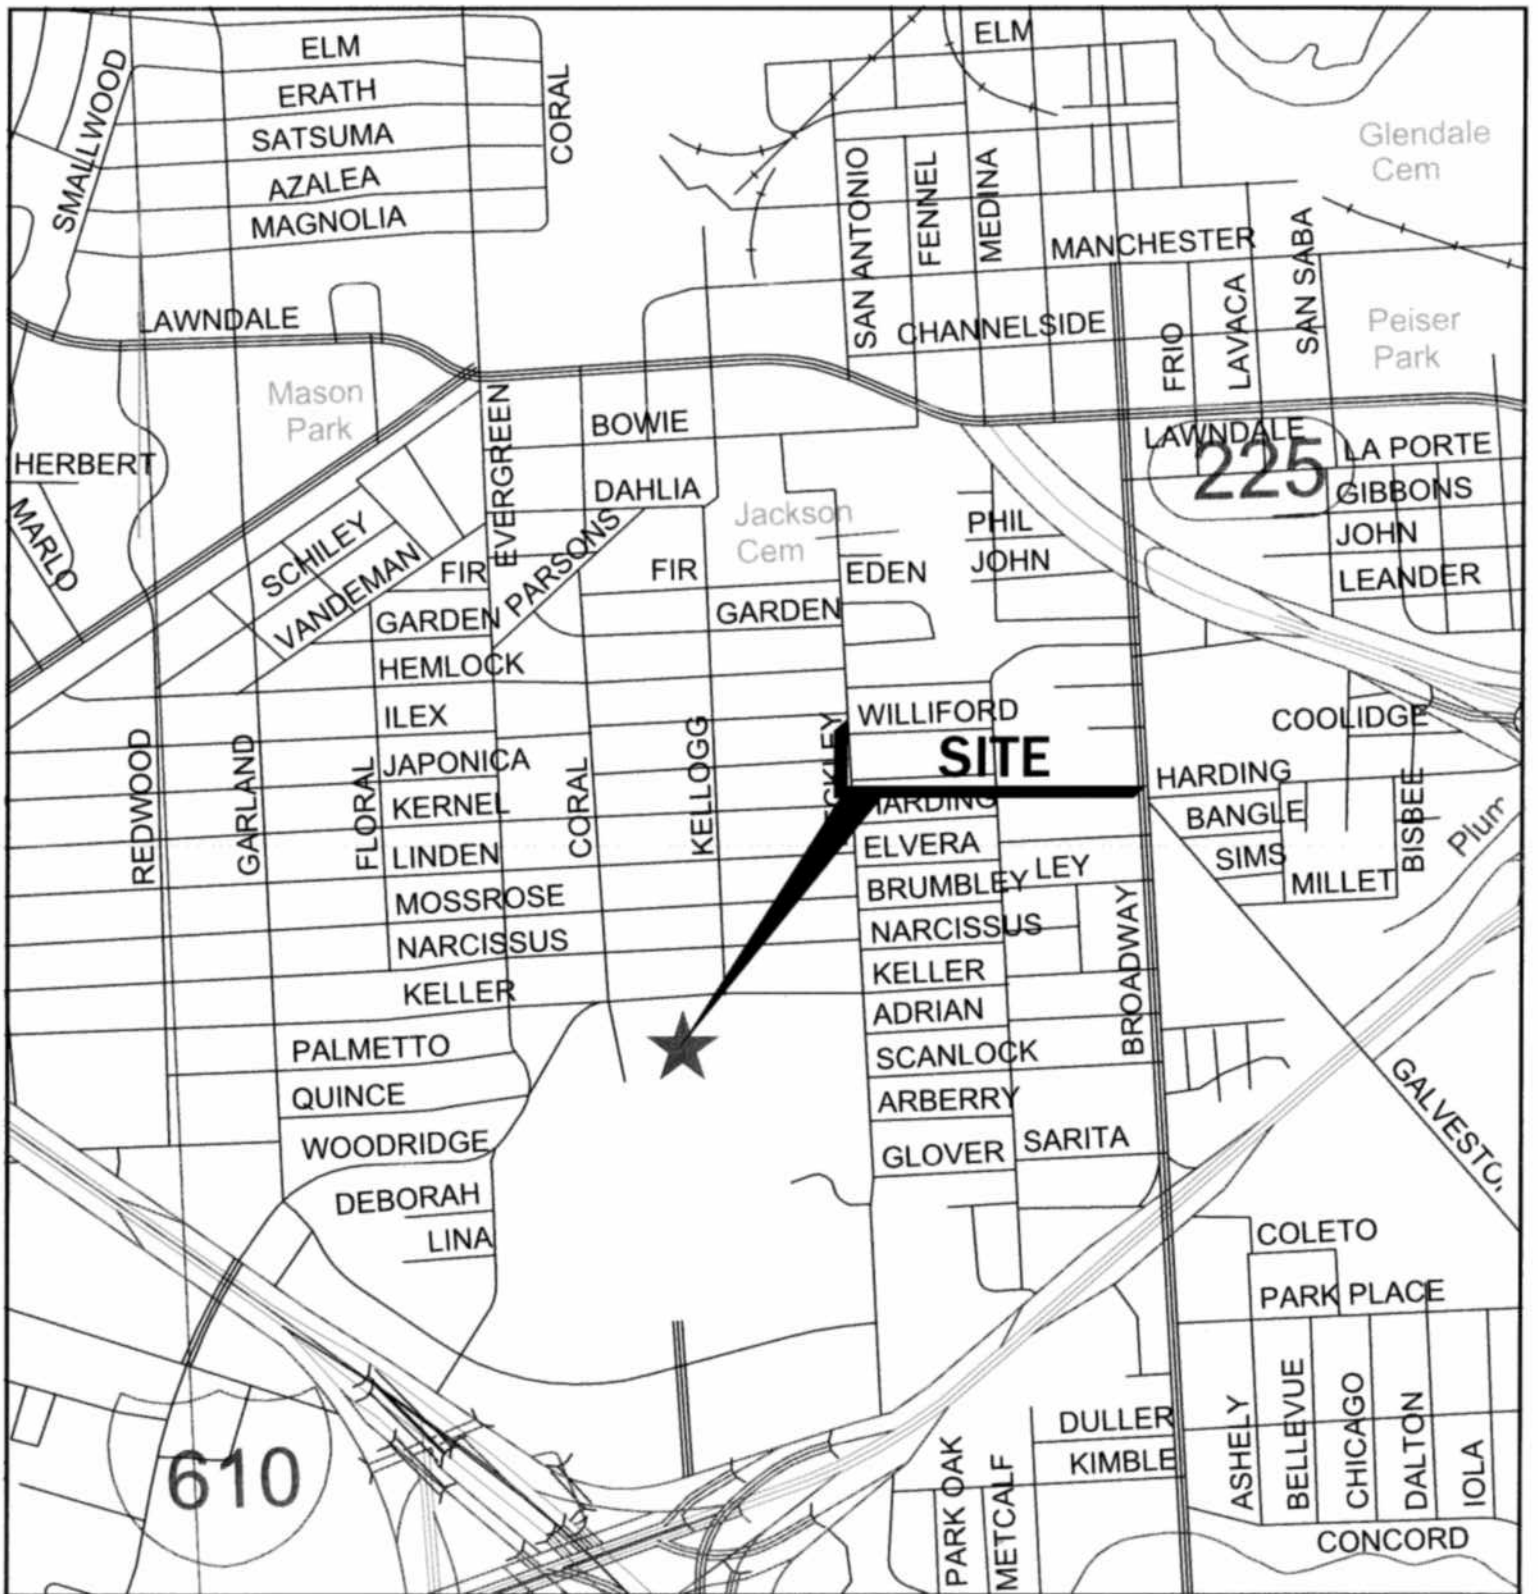 ELM
ELM
SMALLWOOD
ERATH
CORAL
SATSUMA
AZALEA
MAGNOLIA
Glendale
Cem
SAN ANTONIO
FENNEL
MEDINA
MANCHESTER
SAN SABA
LAWNDALE
CHANNELSIDE
FRIO
LAVACA
Peiser
Park
Mason
Park
EVERGREEN
BOWIE
LAWNDALE
225
LA PORTE
HERBERT
DAHLIA
GIBBONS
MARLO
Jackson
Cem
PHIL
JOHN
SCHILEY
PARSONS
JOHN
VANDEMAN
FIR
FIR
EDEN
LEANDER
GARDEN
GARDEN
HEMLOCK
ILEX
WILLIFORD
COOLIDGE
REDWOOD
GARLAND
FLORAL
JAPONICA
CORAL
KELLOGG
SITE
HARDING
KERNEL
HARDING
BANGLE
BISBEE
LINDEN
ELVERA
SIMS
MOSSROSE
BRUMBLEY
LEY
MILLET
NARCISSUS
NARCISSUS
BROADWAY
KELLER
KELLER
ADRIAN
PALMETTO
SCANLOCK
QUINCE
ARBERRY
WOODRIDGE
GLOVER
SARITA
DEBORAH
LINA
COLETO
PARK PLACE
610
DULLER
KIMBLE
PARK OAK
METCALF
ASHELY
BELLEVUE
CHICAGO
DALTON
IOLA
CONCORD